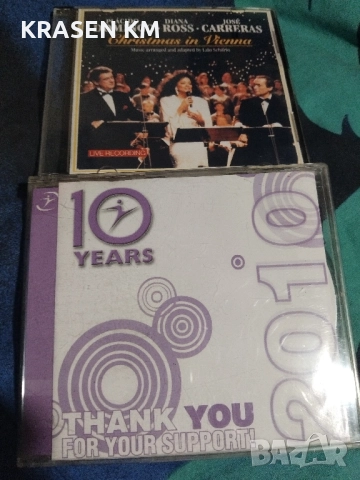 KRASEN KM
DIANA JOSÉ
ROSS · CARRERAS
Christmas in Vienna
LIVE RECORDING
10
YEARS
2010
THANK YOU
FOR YOUR SUPPORT!
BAZAR